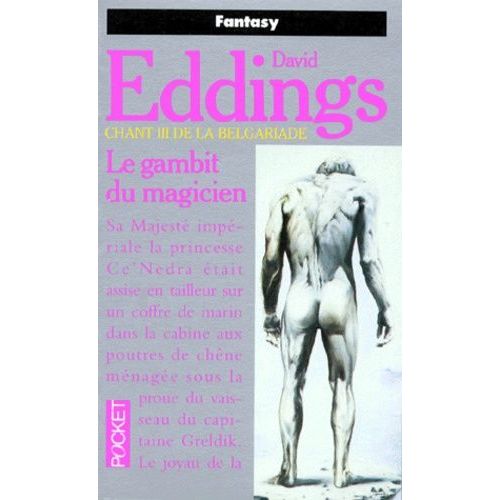 Fantasy
David
Eddings
CHANT III DE LA BELGARIADE
Le gambit
du magicien
Sa Majesté impé-
riale la princesse
Ce'Nedra était
assise en tailleur sur
un coffre de marin
dans la cabine aux
poutres de chêne
ménagée sous la
proue du vais-
seau du capi-
taine Greldik.
Le joyau de la
POCKET